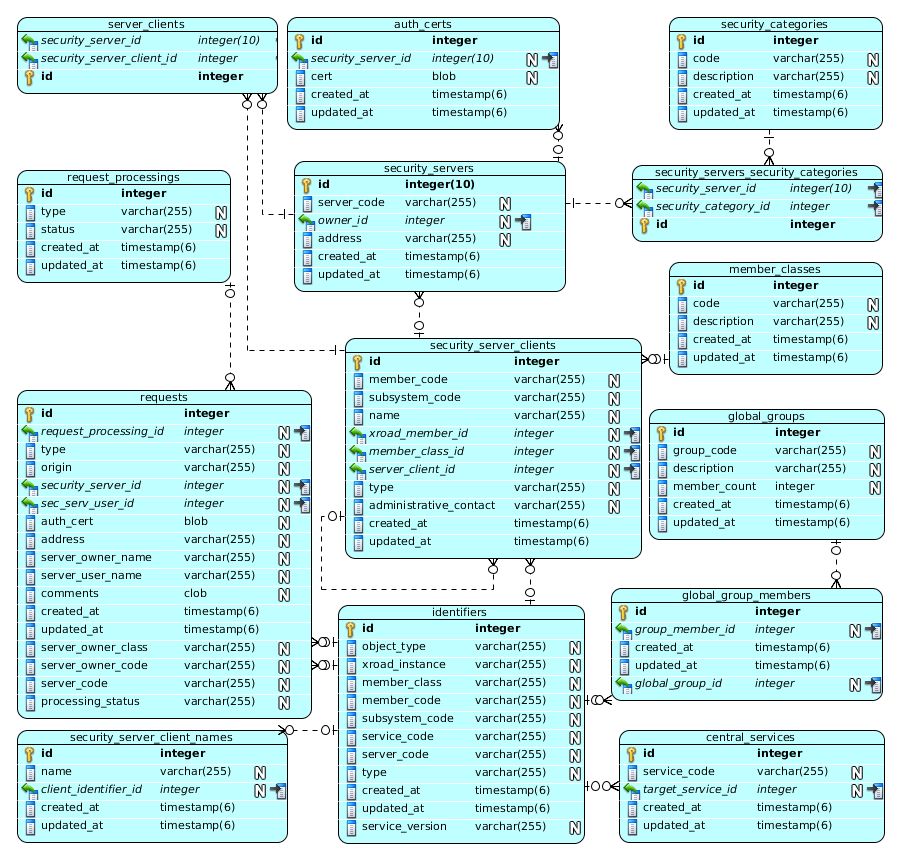 server_clients
security_server_id integer(10)
security_server_client_id integer
id integer
auth_certs
id integer
security_server_id integer(10) N
cert blob N
created_at timestamp(6)
updated_at timestamp(6)
security_categories
id integer
code varchar(255) N
description varchar(255) N
created_at timestamp(6)
updated_at timestamp(6)
request_processings
id integer
type varchar(255) N
status varchar(255) N
created_at timestamp(6)
updated_at timestamp(6)
security_servers
id integer(10)
server_code varchar(255) N
owner_id integer N
address varchar(255) N
created_at timestamp(6)
updated_at timestamp(6)
security_servers_security_categories
security_server_id integer(10)
security_category_id integer
id integer
member_classes
id integer
code varchar(255) N
description varchar(255) N
created_at timestamp(6)
updated_at timestamp(6)
security_server_clients
id integer
member_code varchar(255) N
subsystem_code varchar(255) N
name varchar(255) N
xroad_member_id integer N
member_class_id integer N
server_client_id integer N
type varchar(255) N
administrative_contact varchar(255) N
created_at timestamp(6)
updated_at timestamp(6)
requests
id integer
request_processing_id integer N
type varchar(255) N
origin varchar(255) N
security_server_id integer N
sec_serv_user_id integer N
auth_cert blob N
address varchar(255) N
server_owner_name varchar(255) N
server_user_name varchar(255) N
comments clob N
created_at timestamp(6)
updated_at timestamp(6)
server_owner_class varchar(255) N
server_owner_code varchar(255) N
server_code varchar(255) N
processing_status varchar(255) N
global_groups
id integer
group_code varchar(255) N
description varchar(255) N
member_count integer N
created_at timestamp(6)
updated_at timestamp(6)
identifiers
id integer
object_type varchar(255) N
xroad_instance varchar(255) N
member_class varchar(255) N
member_code varchar(255) N
subsystem_code varchar(255) N
service_code varchar(255) N
server_code varchar(255) N
type varchar(255) N
created_at timestamp(6)
updated_at timestamp(6)
service_version varchar(255) N
global_group_members
id integer
group_member_id integer N
created_at timestamp(6)
updated_at timestamp(6)
global_group_id integer N
security_server_client_names
id integer
name varchar(255) N
client_identifier_id integer N
created_at timestamp(6)
updated_at timestamp(6)
central_services
id integer
service_code varchar(255) N
target_service_id integer N
created_at timestamp(6)
updated_at timestamp(6)